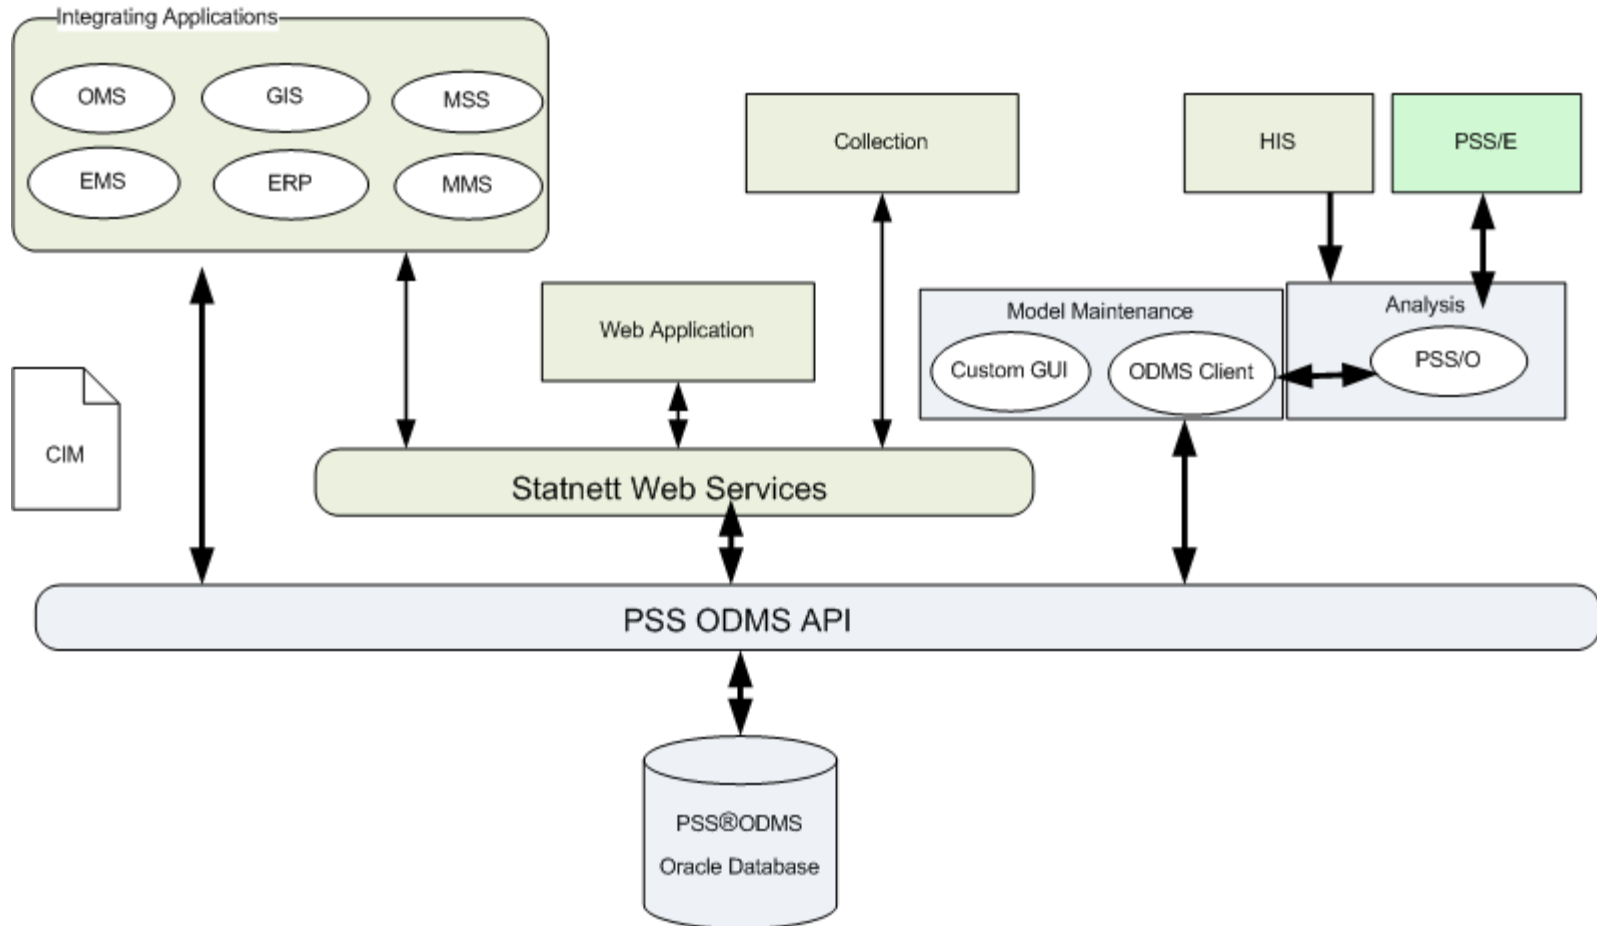 Integrating Applications
OMS
GIS
MSS
EMS
ERP
MMS
Collection
HIS
PSS/E
Web Application
Model Maintenance
Custom GUI
ODMS Client
Analysis
PSS/O
CIM
Statnett Web Services
PSS ODMS API
PSS®ODMS
Oracle Database